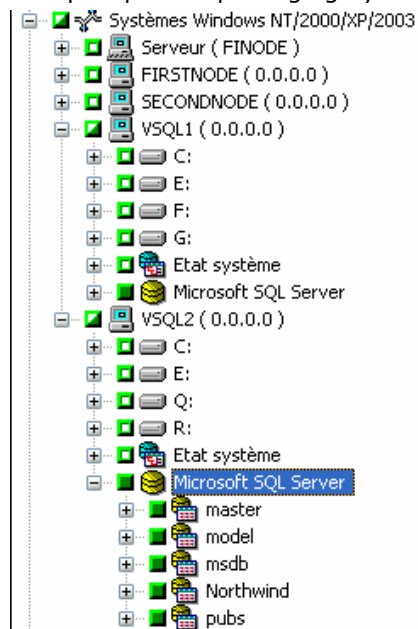 Systèmes Windows NT/2000/XP/2003
Serveur ( FINODE )
FIRSTNODE ( 0.0.0.0 )
SECONDNODE ( 0.0.0.0 )
VSQL1 ( 0.0.0.0 )
C:
E:
F:
G:
Etat système
Microsoft SQL Server
VSQL2 ( 0.0.0.0 )
C:
E:
Q:
R:
Etat système
Microsoft SQL Server
master
model
msdb
Northwind
pubs